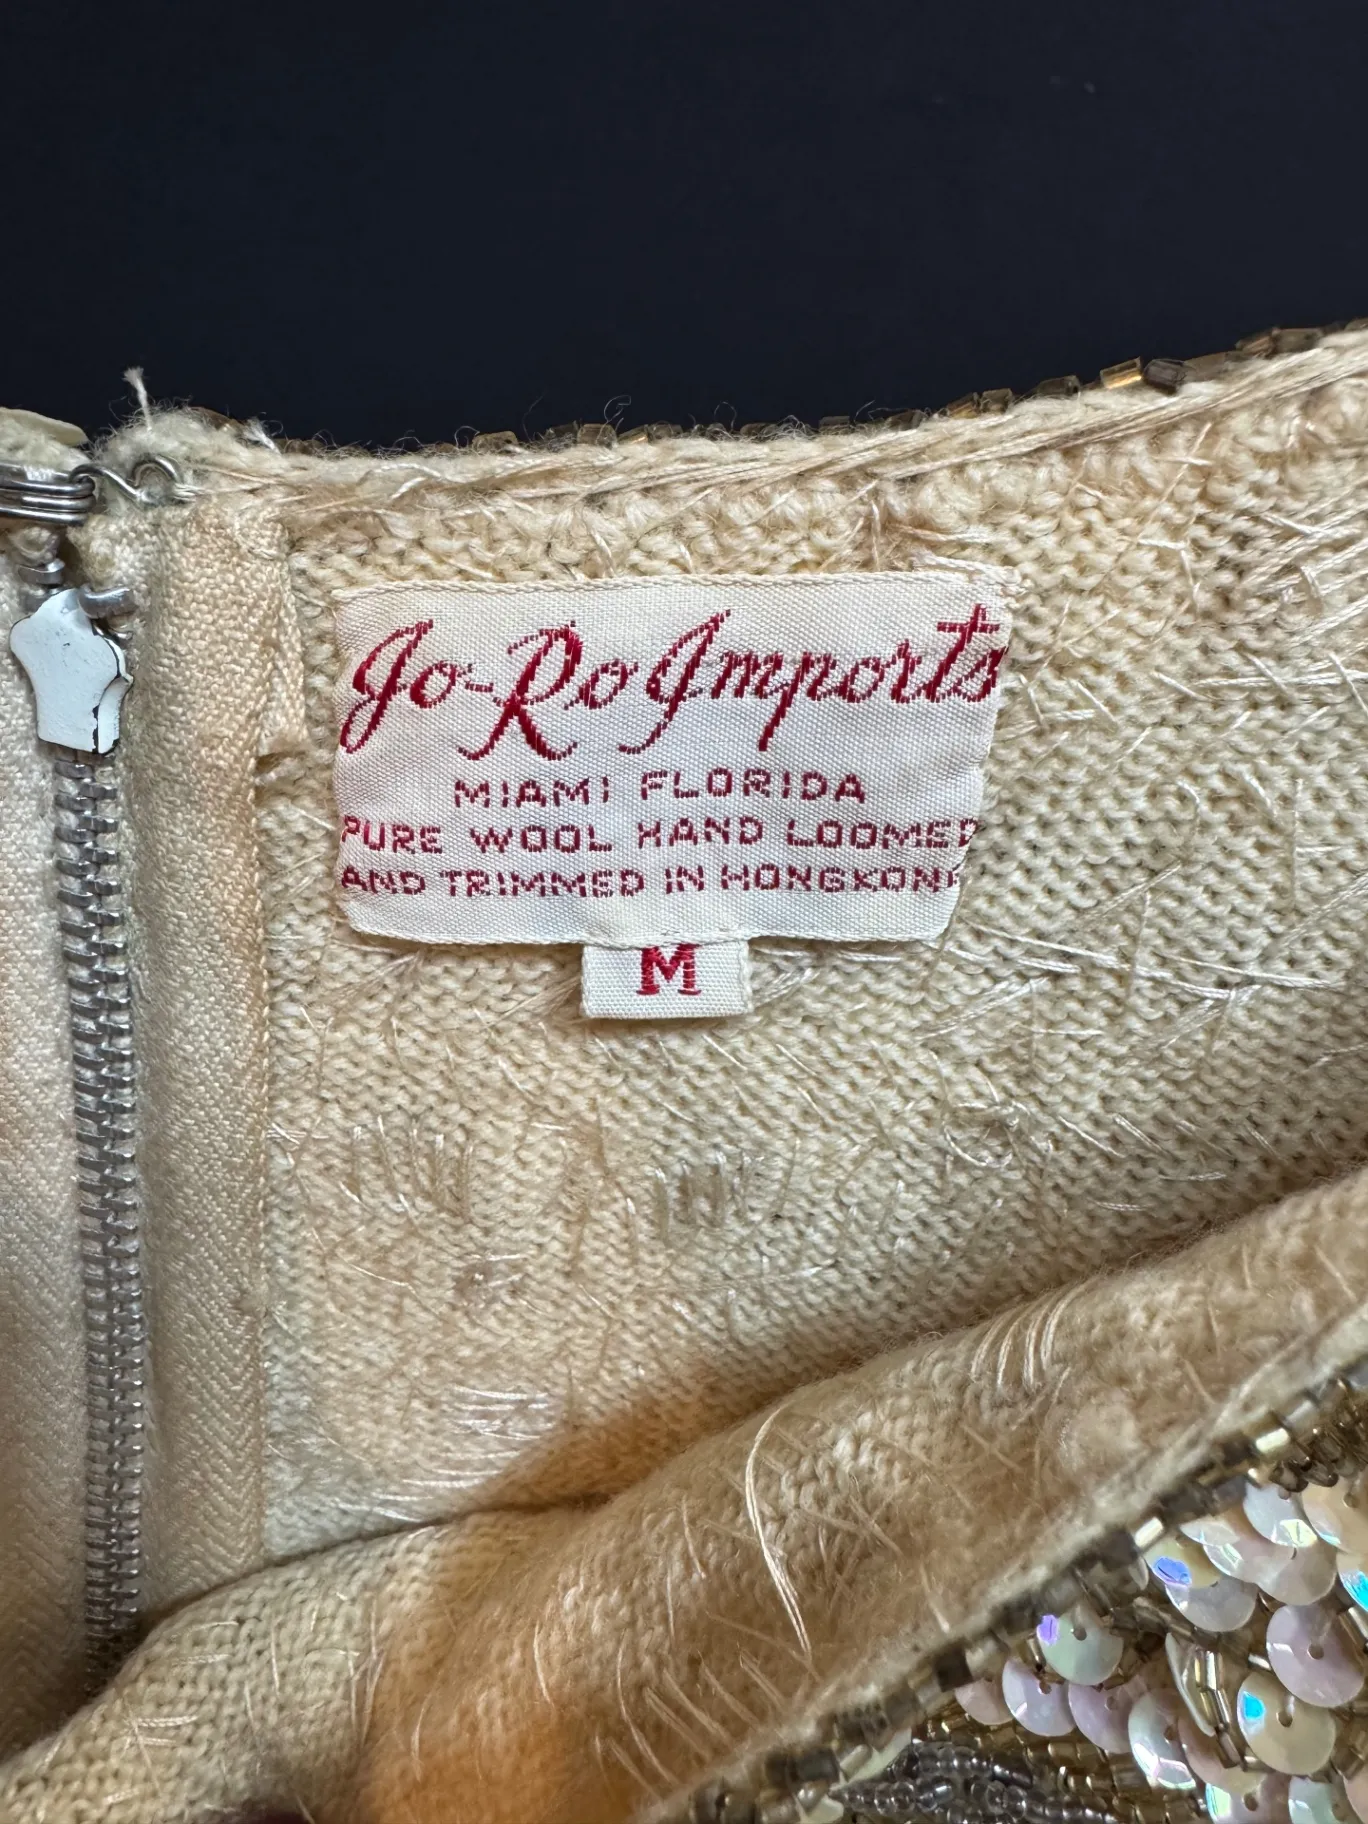 Jo-Ro Imports
MIAMI FLORIDA
PURE WOOL HAND LOOMED
AND TRIMMED IN HONGKONG
M